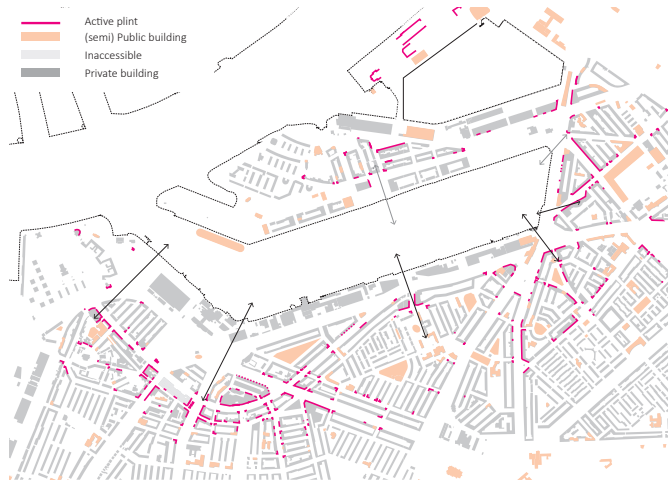 Active plint
(semi) Public building
Inaccessible
Private building